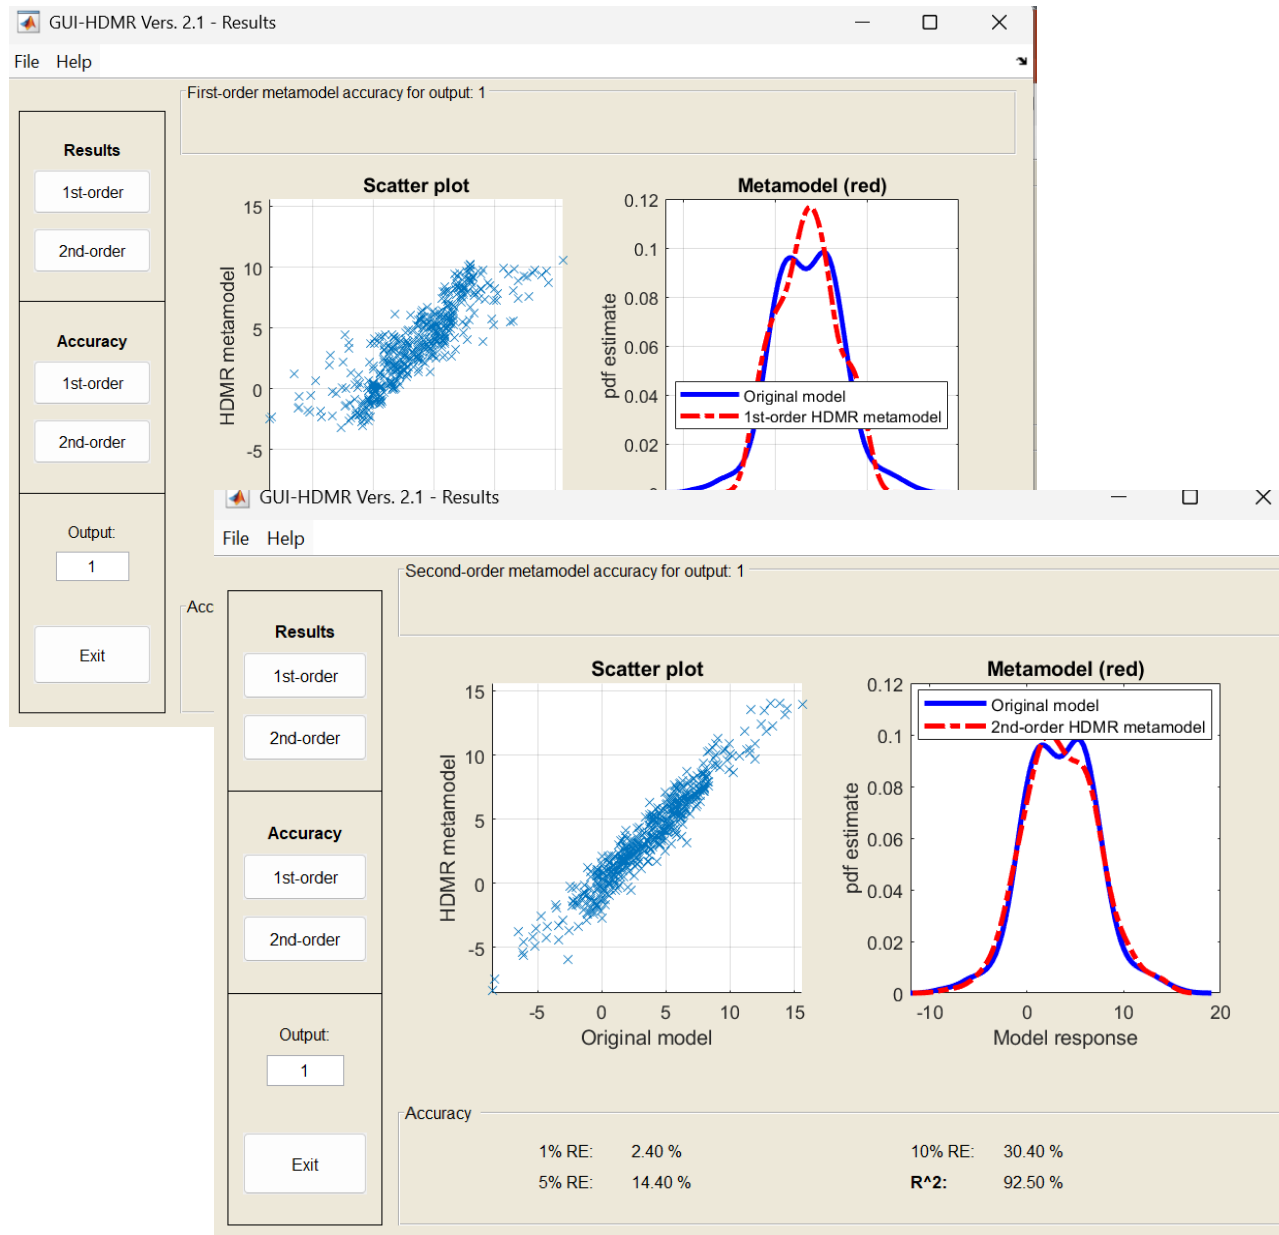 GUI-HDMR Vers. 2.1 - Results
File Help
First-order metamodel accuracy for output: 1
Results
1st-order
2nd-order
Accuracy
1st-order
2nd-order
Output:
1
Exit
Scatter plot
15
10
5
0
-5
HDMR metamodel
Metamodel (red)
0.12
0.1
0.08
0.06
0.04
0.02
pdf estimate
Original model
1st-order HDMR metamodel
Acc
GUI-HDMR Vers. 2.1 - Results
File Help
Second-order metamodel accuracy for output: 1
Results
1st-order
2nd-order
Accuracy
1st-order
2nd-order
Output:
1
Exit
Scatter plot
15
10
5
0
-5
HDMR metamodel
-5 0 5 10 15
Original model
Metamodel (red)
0.12
0.1
0.08
0.06
0.04
0.02
0
pdf estimate
Original model
2nd-order HDMR metamodel
-10 0 10 20
Model response
Accuracy
1% RE: 2.40 % 10% RE: 30.40 %
5% RE: 14.40 % R^2: 92.50 %